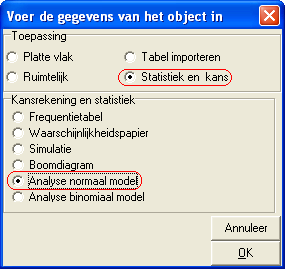 Voer de gegevens van het object in
Toepassing
Platte vlak
Tabel importeren
Ruimtelijk
Statistiek en kans
Kansrekening en statistiek
Frequentietabel
Waarschijnlijkheidspapier
Simulatie
Boomdiagram
Analyse normaal model
Analyse binomiaal model
Annuleer
OK